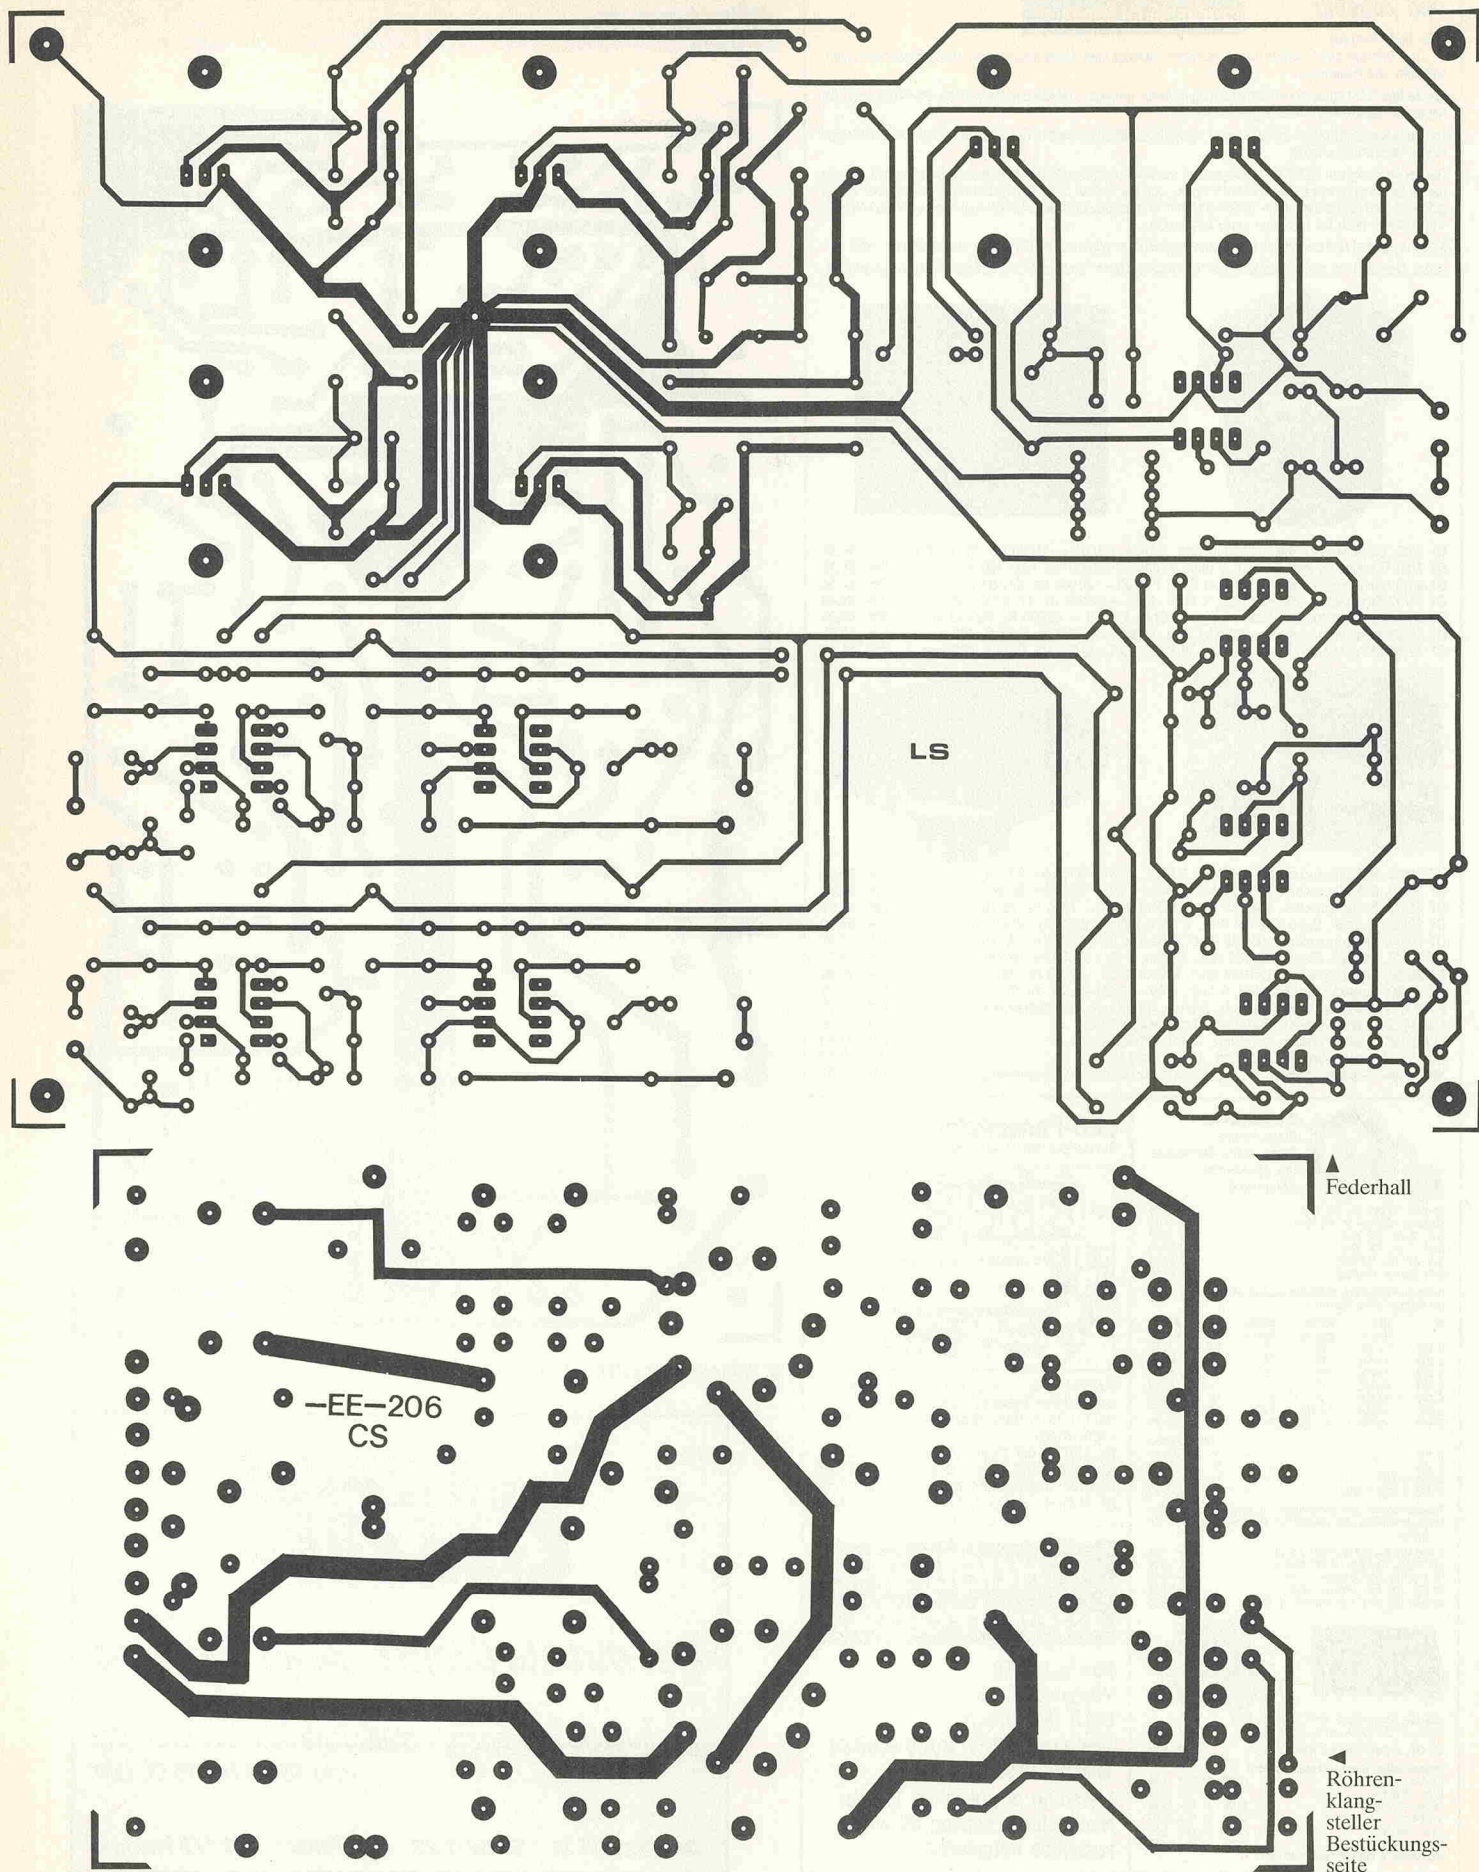 LS
▲
Federhall
–EE–206
CS
◄
Röhren-
klang-
steller
Bestückungs-
seite